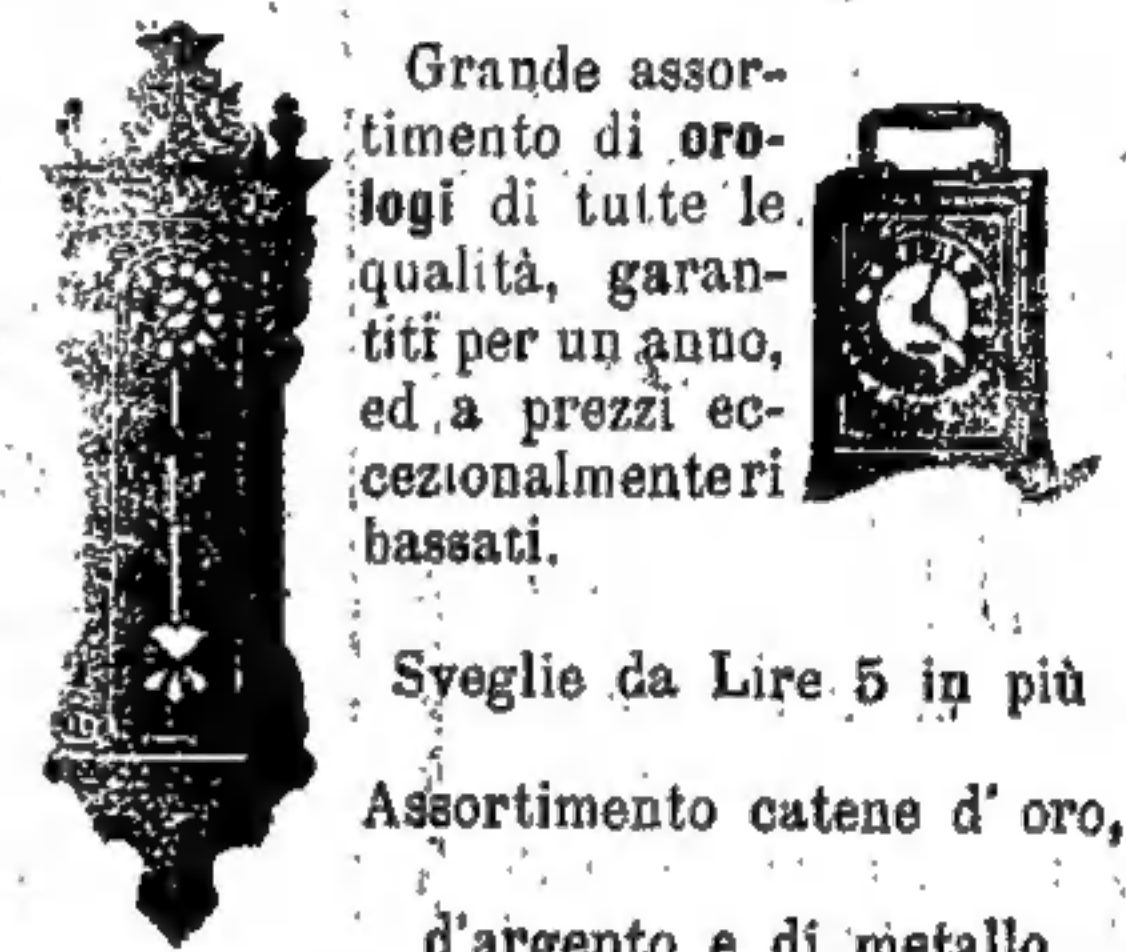 Grande assor-
timento di oro-
logi di tutte le
qualità, garan-
titi per un anno,
ed a prezzi ec-
cezionalmente ri
bassati.
Sveglie da Lire 5 in più
Assortimento catene d' oro,
d'argento e di metallo